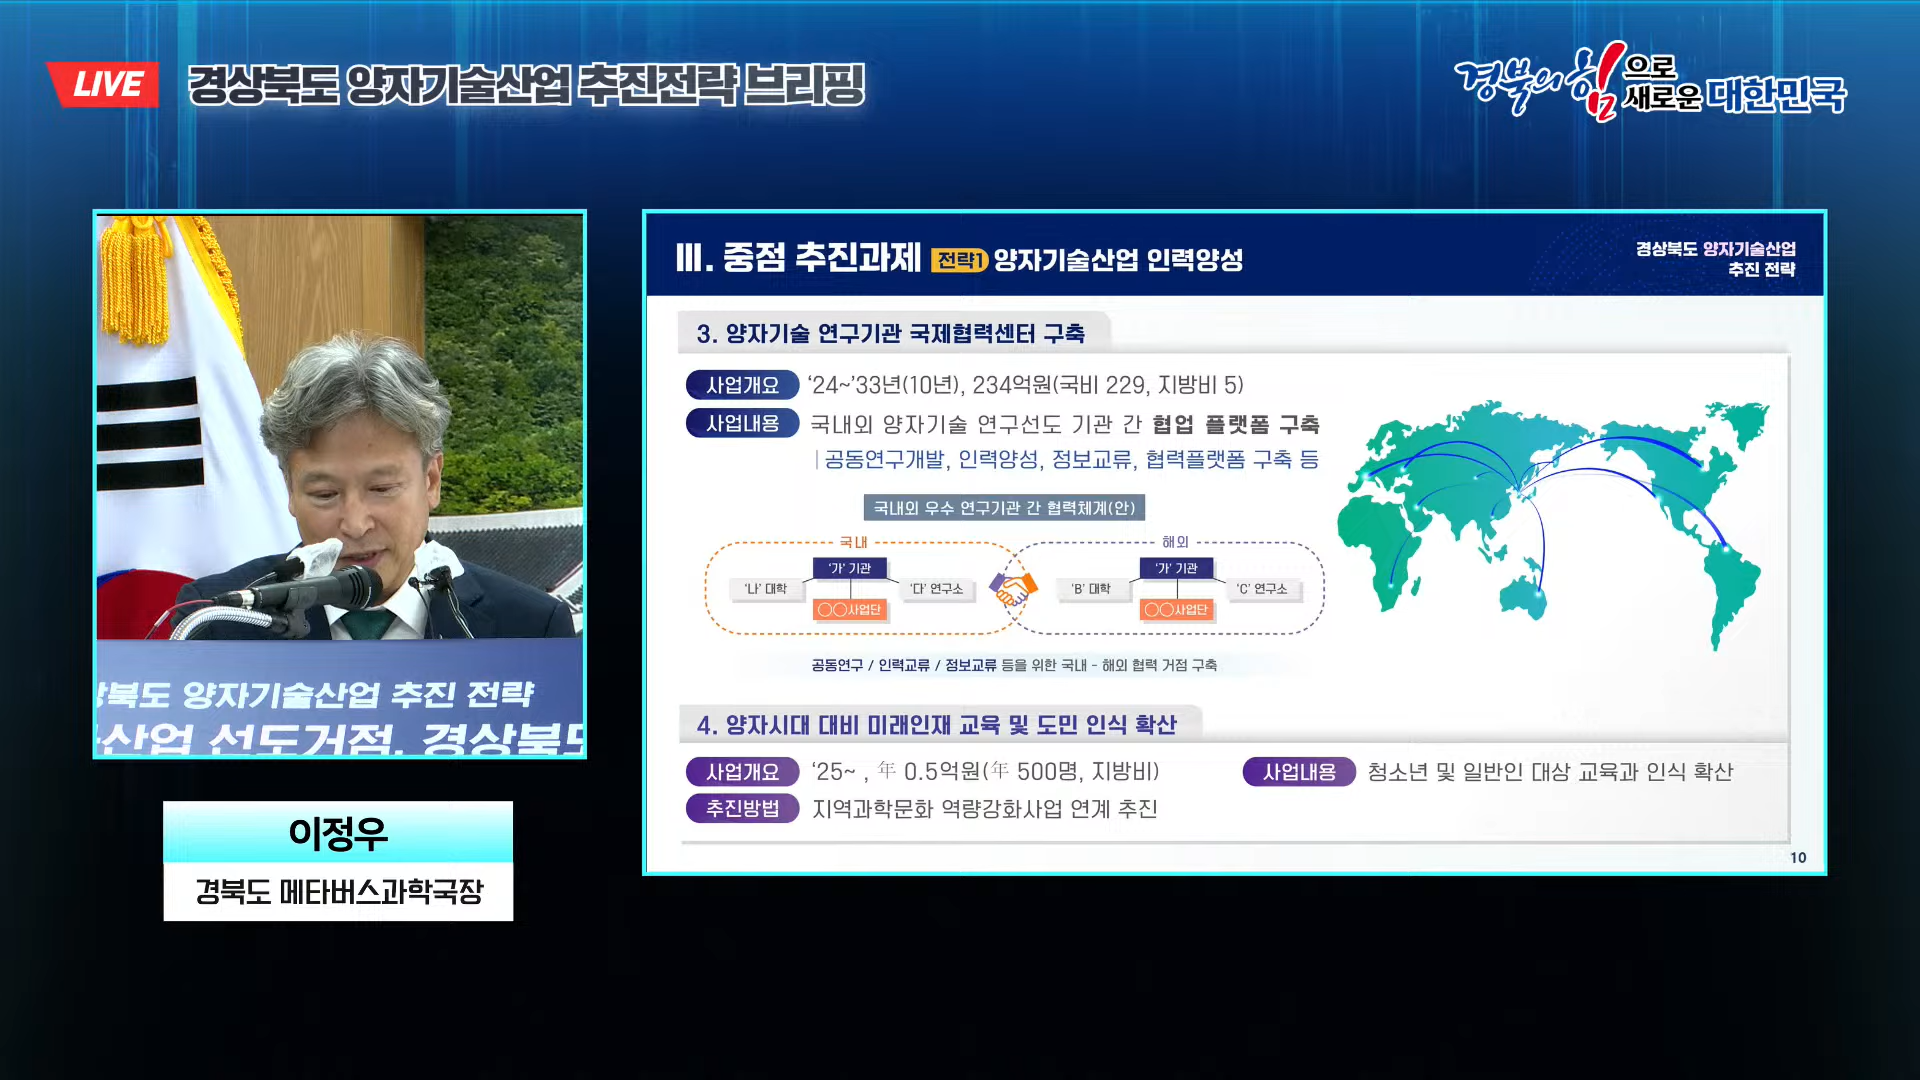 LIVE
경상북도 양자기술산업 추진전략 브리핑
경북의 힘!으로
새로운 대한민국
북도 양자기술산업 추진 전략
산업 선도거점, 경상북도
이정우
경북도 메타버스과학국장
Ⅲ. 중점 추진과제 전략1 양자기술산업 인력양성
경상북도 양자기술산업
추진 전략
3. 양자기술 연구기관 국제협력센터 구축
사업개요 ‘24~’33년(10년), 234억원(국비 229, 지방비 5)
사업내용 국내외 양자기술 연구선도 기관 간 협업 플랫폼 구축
| 공동연구개발, 인력양성, 정보교류, 협력플랫폼 구축 등
국내외 우수 연구기관 간 협력체계(안)
국내 해외
‘가’ 기관 ‘가’ 기관
‘나’ 대학 ‘다’ 연구소 ‘B’ 대학 ‘C’ 연구소
○○사업단 ○○사업단
공동연구 / 인력교류 / 정보교류 등을 위한 국내 - 해외 협력 거점 구축
4. 양자시대 대비 미래인재 교육 및 도민 인식 확산
사업개요 ‘25~ , 年 0.5억원(年 500명, 지방비) 사업내용 청소년 및 일반인 대상 교육과 인식 확산
추진방법 지역과학문화 역량강화사업 연계 추진
10